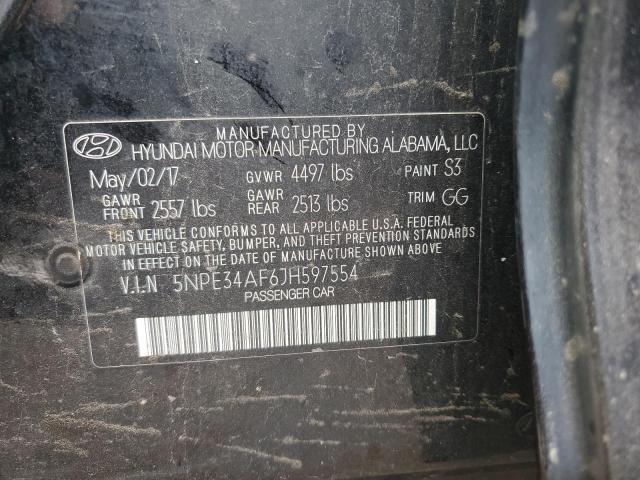 MANUFACTURED BY
HYUNDAI MOTOR MANUFACTURING ALABAMA, LLC
May/02/17 GVWR 4497 lbs PAINT S3
GAWR FRONT 2557 lbs GAWR REAR 2513 lbs TRIM GG
THIS VEHICLE CONFORMS TO ALL APPLICABLE U.S.A. FEDERAL
MOTOR VEHICLE SAFETY, BUMPER, AND THEFT PREVENTION STANDARDS
IN EFFECT ON THE DATE OF MANUFACTURE SHOWN ABOVE.
V.I.N 5NPE34AF6JH597554
PASSENGER CAR